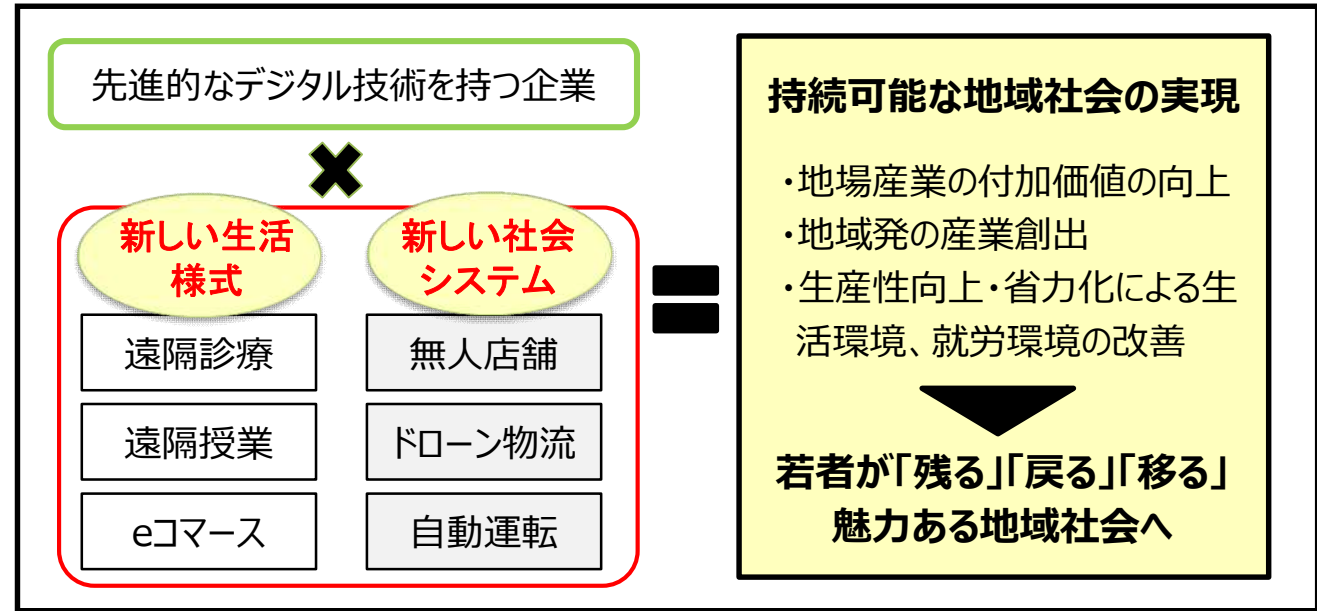 先進的なデジタル技術を持つ企業
新しい生活
様式
遠隔診療
遠隔授業
eコマース
新しい社会
システム
無人店舗
ドローン物流
自動運転
持続可能な地域社会の実現
・地場産業の付加価値の向上
・地域発の産業創出
・生産性向上・省力化による生
活環境、就労環境の改善
若者が「残る」「戻る」「移る」
魅力ある地域社会へ